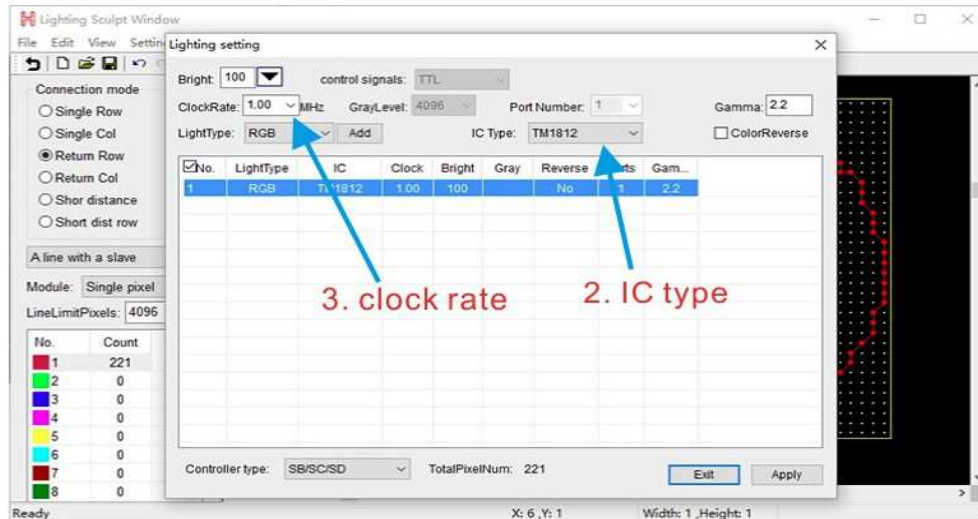 Lighting Sculpt Window
File Edit View Settin
Lighting setting
Bright: 100 control signals: TTL
ClockRate: 1.00 MHz GrayLevel: 4096 Port Number: 1 Gamma: 2.2
LightType: RGB Add IC Type: TM1812 ColorReverse
No. LightType IC Clock Bright Gray Reverse Gam...
1 RGB TM1812 1.00 100 No 1 2.2
3. clock rate
2. IC type
Controller type: SB/SC/SD TotalPixelNum: 221 Exit Apply
Connection mode
Single Row
Single Col
Return Row
Return Col
Shor distance
Short dist row
A line with a slave
Module: Single pixel
LineLimitPixels: 4096
No. Count
1 221
2 0
3 0
4 0
5 0
6 0
7 0
8 0
Ready X: 6 ,Y: 1 Width: 1 ,Height: 1